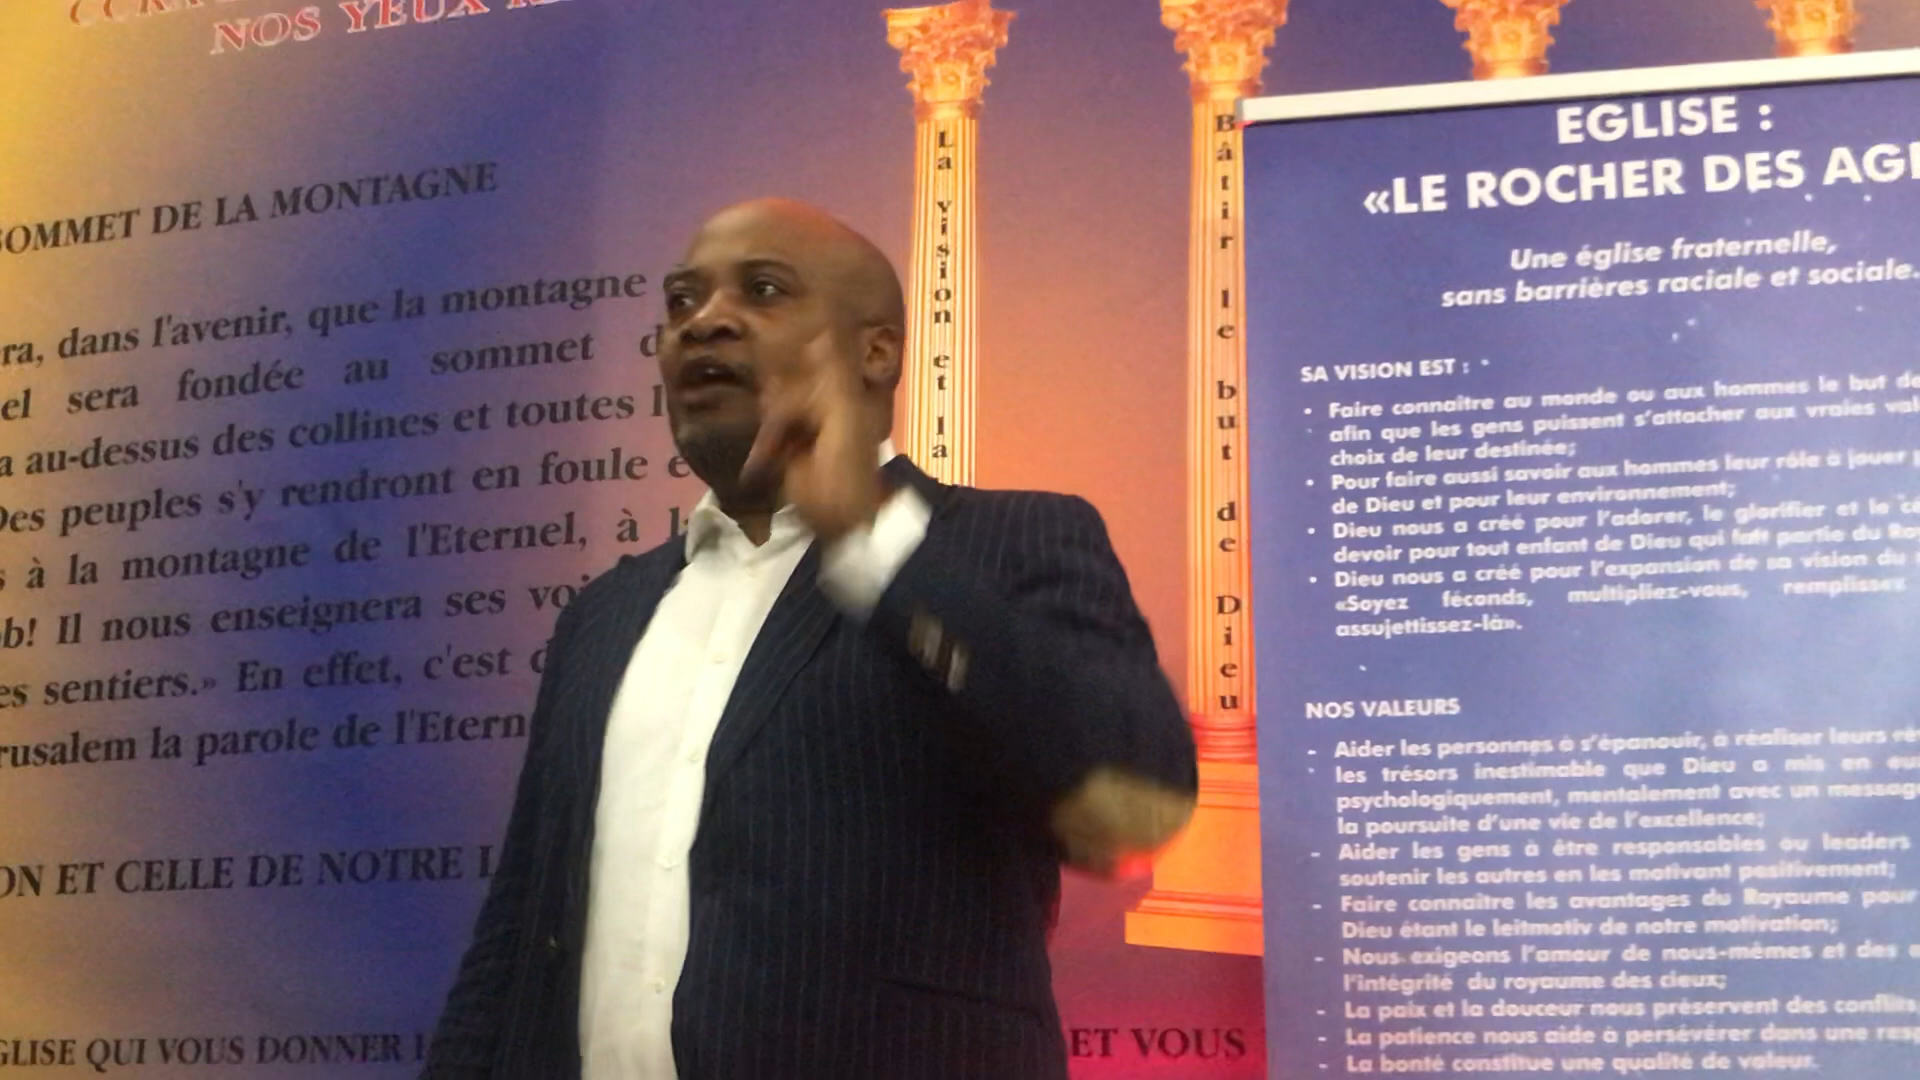 NOS YEUX
SOMMET DE LA MONTAGNE
ra, dans l'avenir, que la montagne
el sera fondée au sommet d
a au-dessus des collines et toutes l
Des peuples s'y rendront en foule e
s à la montagne de l'Eternel, à l
ob! Il nous enseignera ses voi
es sentiers.» En effet, c'est d
rusalem la parole de l'Etern
ON ET CELLE DE NOTRE
GLISE QUI VOUS DONNER
ET VOUS
La vision et la
Bâtir le but de Dieu
EGLISE :
«LE ROCHER DES AG
Une église fraternelle,
sans barrières raciale et sociale.
SA VISION EST :
• Faire connaître au monde ou aux hommes le but de
afin que les gens puissent s'attacher aux vraies val
choix de leur destinée;
• Pour faire aussi savoir aux hommes leur rôle à jouer
de Dieu et pour leur environnement;
• Dieu nous a créé pour l'adorer, le glorifier et le cé
devoir pour tout enfant de Dieu qui fait partie du Ro
• Dieu nous a créé pour l'expansion de sa vision du
«Soyez féconds, multipliez-vous, remplissez
assujettissez-là».
NOS VALEURS
- Aider les personnes à s'épanouir, à réaliser leurs rê
les trésors inestimable que Dieu a mis en eux
psychologiquement, mentalement avec un message
la poursuite d'une vie de l'excellence;
- Aider les gens à être responsables ou leaders
soutenir les autres en les motivant positivement;
- Faire connaître les avantages du Royaume pour
Dieu étant le leitmotiv de notre motivation;
- Nous exigeons l'amour de nous-mêmes et des
l'intégrité du royaume des cieux;
- La paix et la douceur nous préservent des conflits
- La patience nous aide à persévérer dans une resp
- La bonté constitue une qualité de valeur.